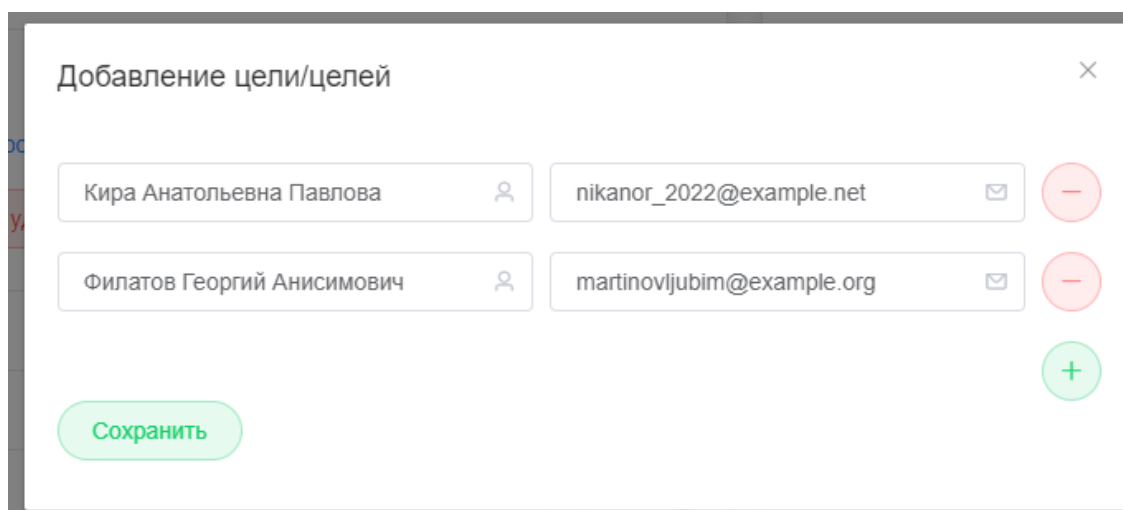 Добавление цели/целей
Кира Анатольевна Павлова nikanor_2022@example.net
Филатов Георгий Анисимович martinovljubim@example.org
Сохранить